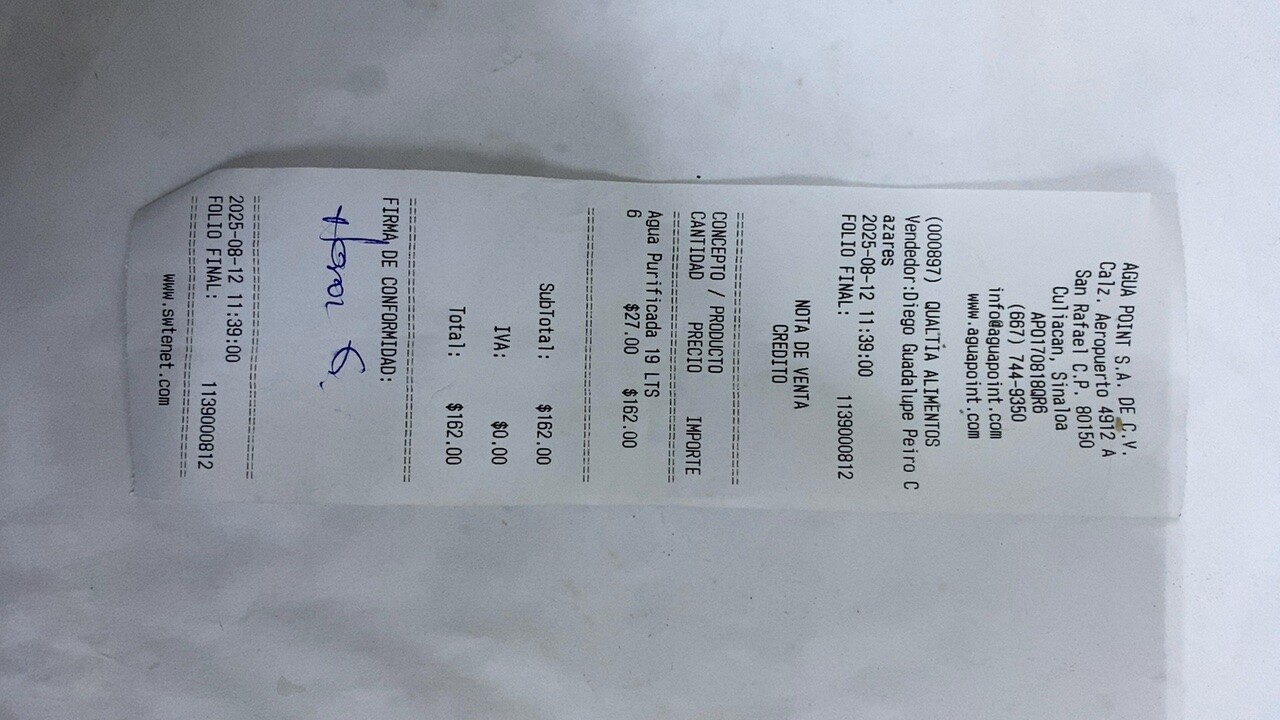 AGUA POINT S.A. DE C.V.
Calz. Aeropuerto 4912 A
San Rafael C.P. 80150
Culiacan, Sinaloa
APO170818QR6
(667) 744-9350
info@aguapoint.com
www.aguapoint.com
(000897) QUALTIA ALIMENTOS
Vendedor:Diego Guadalupe Peiro C
azares
2025-08-12 11:39:00
FOLIO FINAL: 1139000812
NOTA DE VENTA
CREDITO
================================
CONCEPTO / PRODUCTO
CANTIDAD PRECIO IMPORTE
================================
Agua Purificada 19 LTS
6 $27.00 $162.00
================================
SubTotal: $162.00
IVA: $0.00
Total: $162.00
================================
FIRMA DE CONFORMIDAD:
================================
2025-08-12 11:39:00
FOLIO FINAL: 1139000812
================================
www.swtenet.com